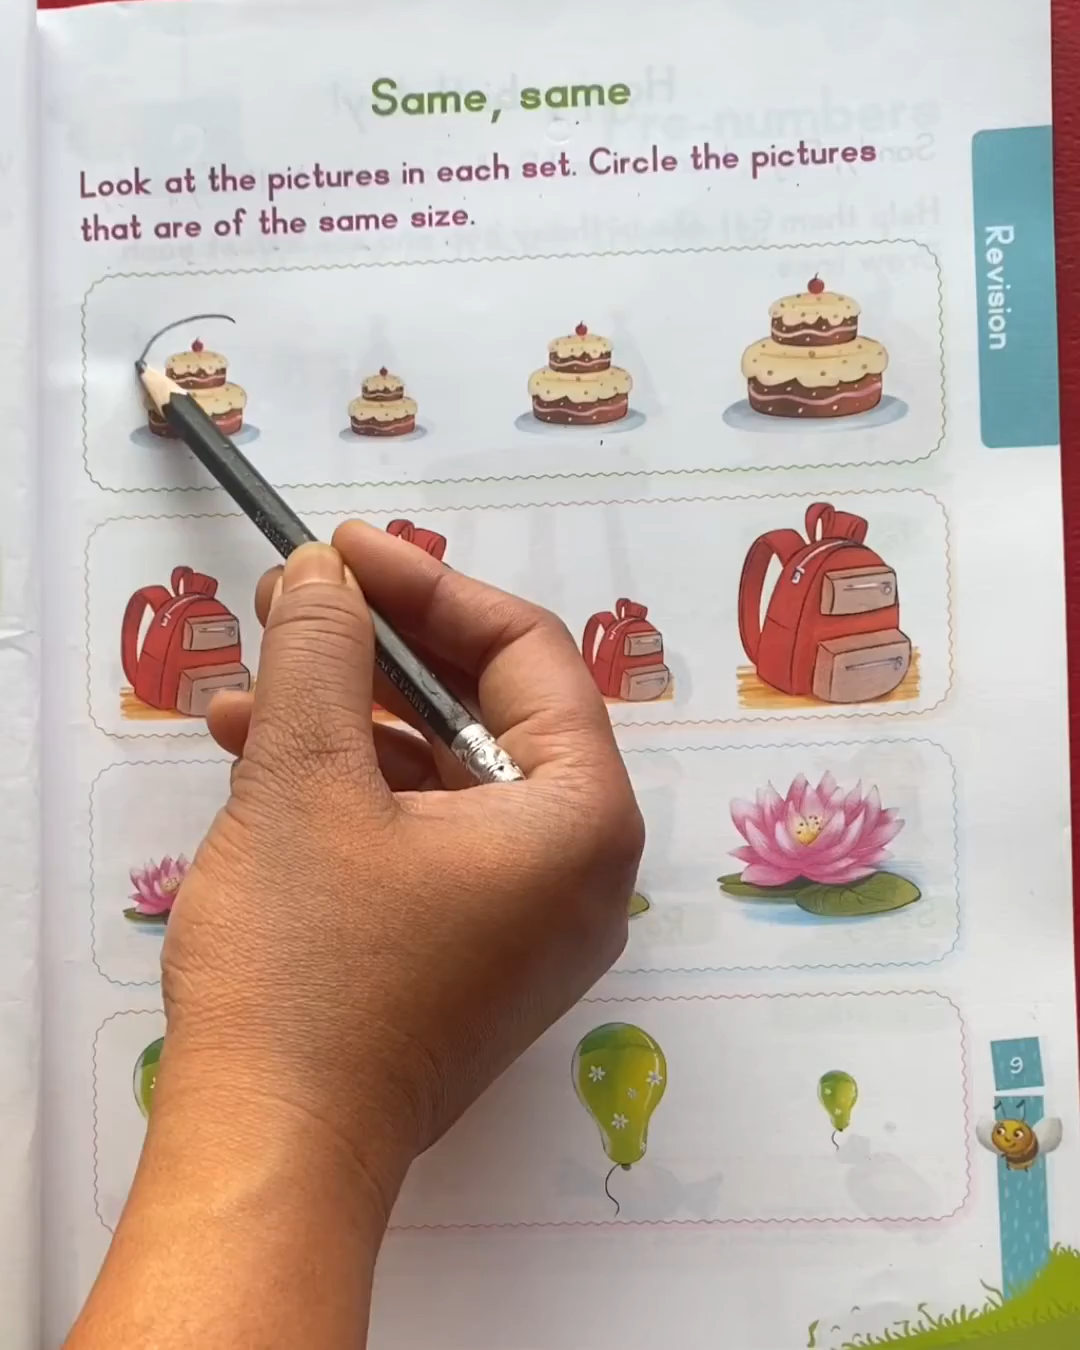 Same, same
Look at the pictures in each set. Circle the pictures
that are of the same size.
Revision
9